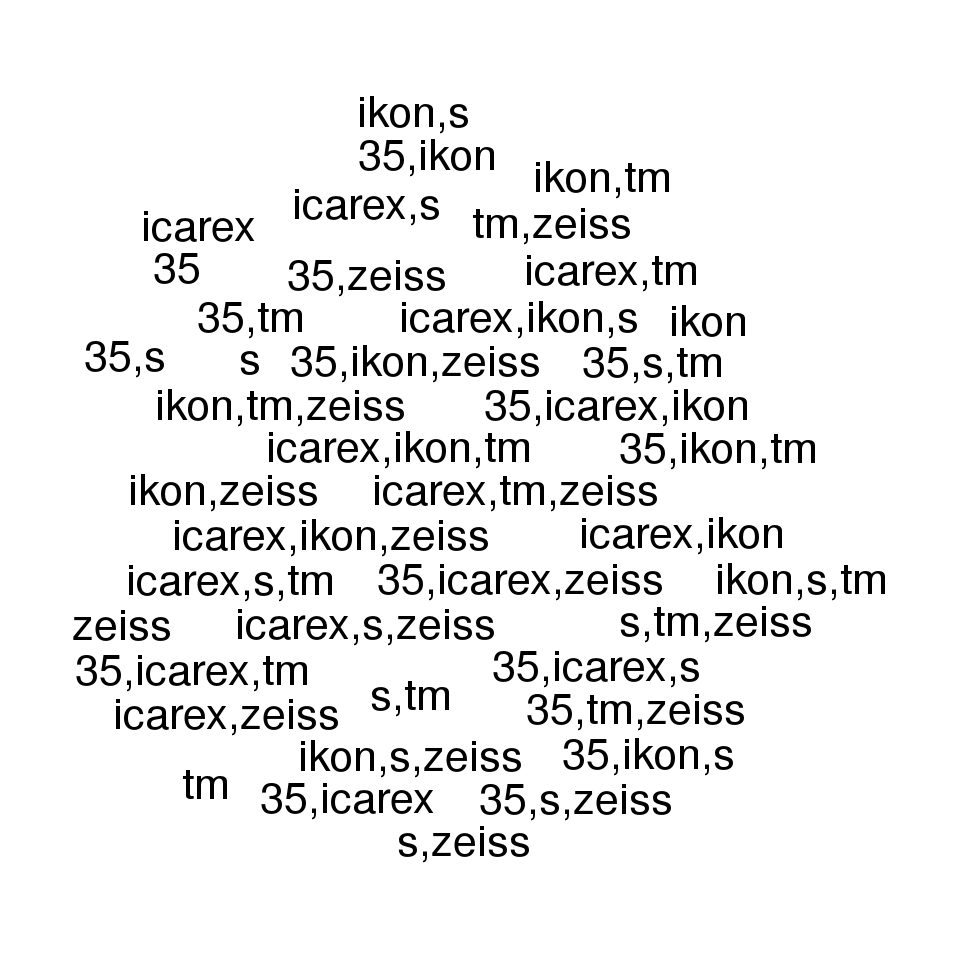 ikon,s
35,ikon
ikon,tm
icarex,s
tm,zeiss
icarex
35
35,zeiss
icarex,tm
35,tm
icarex,ikon,s
ikon
35,s
s
35,ikon,zeiss
35,s,tm
ikon,tm,zeiss
35,icarex,ikon
icarex,ikon,tm
35,ikon,tm
ikon,zeiss
icarex,tm,zeiss
icarex,ikon,zeiss
icarex,ikon
icarex,s,tm
35,icarex,zeiss
ikon,s,tm
zeiss
icarex,s,zeiss
s,tm,zeiss
35,icarex,tm
35,icarex,s
s,tm
icarex,zeiss
35,tm,zeiss
ikon,s,zeiss
35,ikon,s
tm
35,icarex
35,s,zeiss
s,zeiss